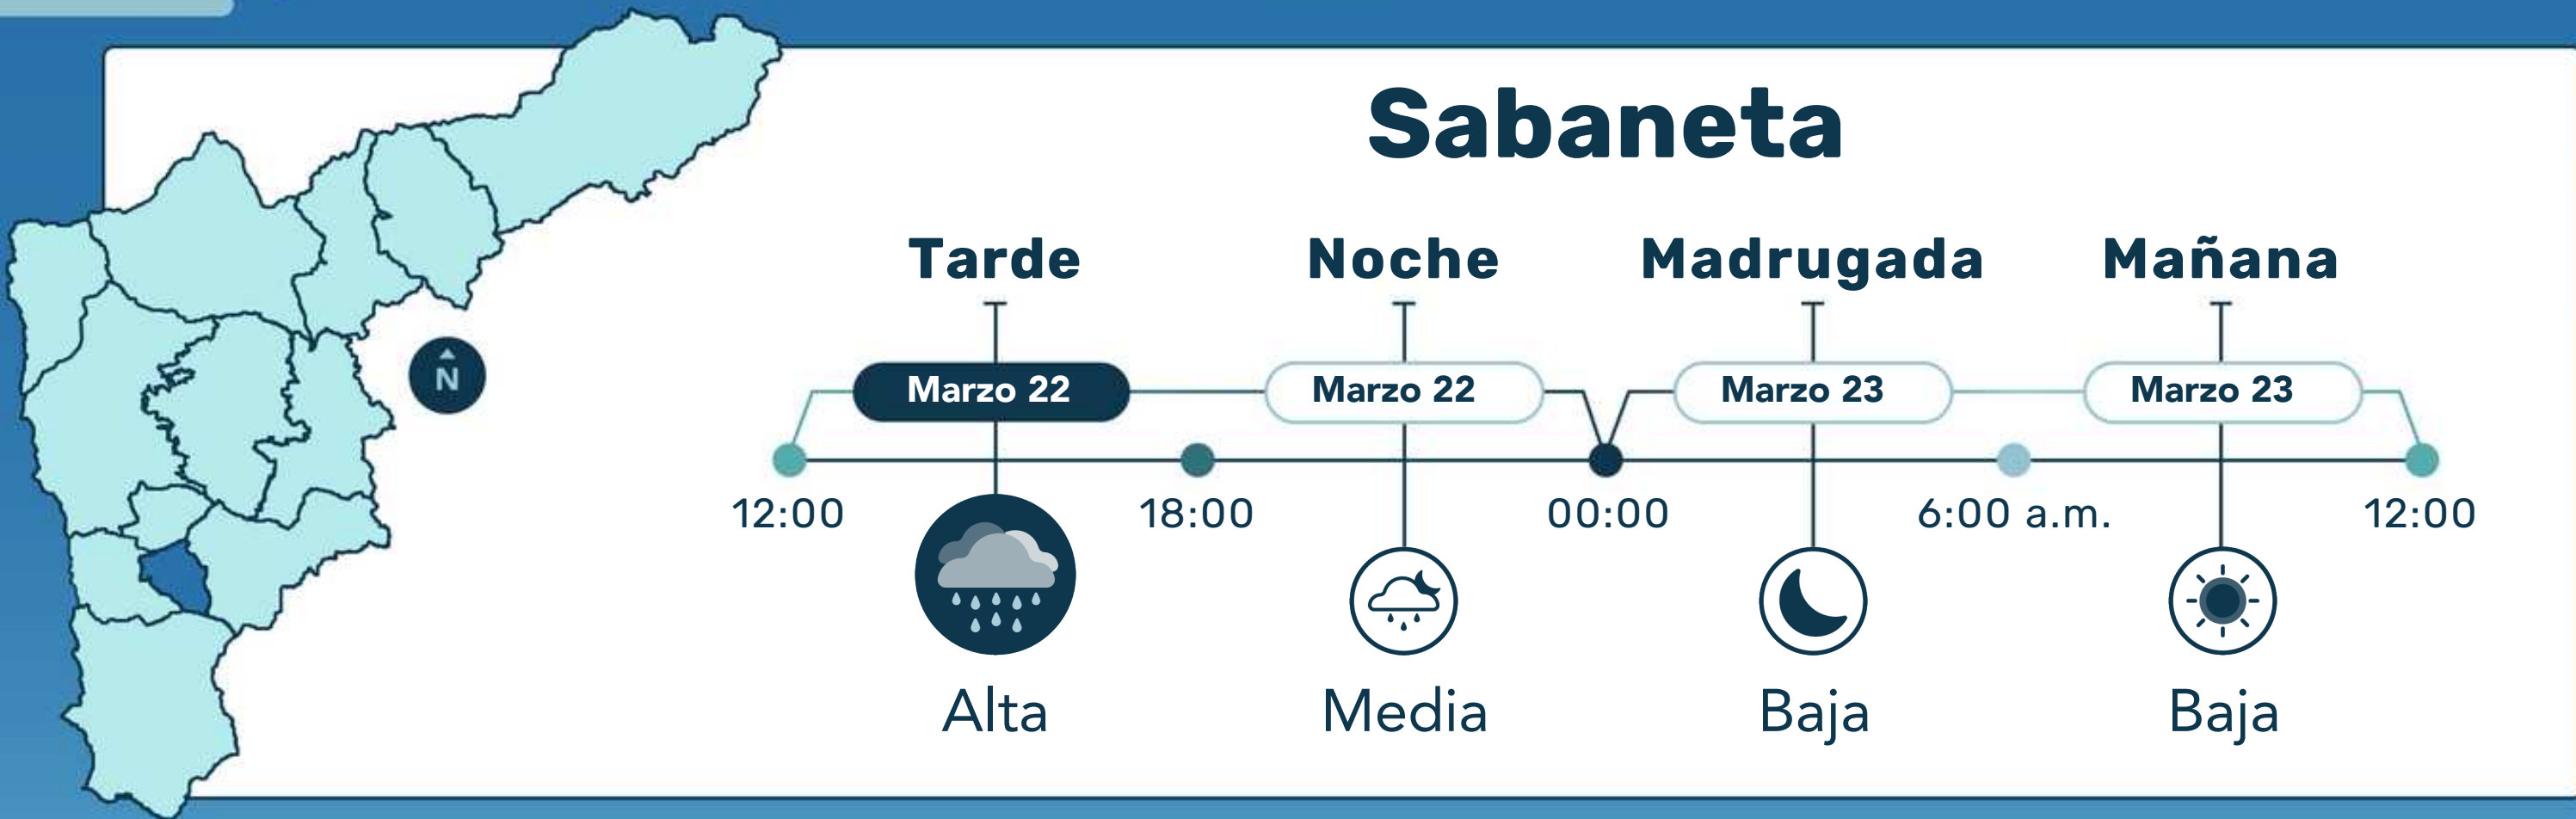 Sabaneta
Tarde Noche Madrugada Mañana
N
Marzo 22 Marzo 22 Marzo 23 Marzo 23
12:00 18:00 00:00 6:00 a.m. 12:00
Alta Media Baja Baja